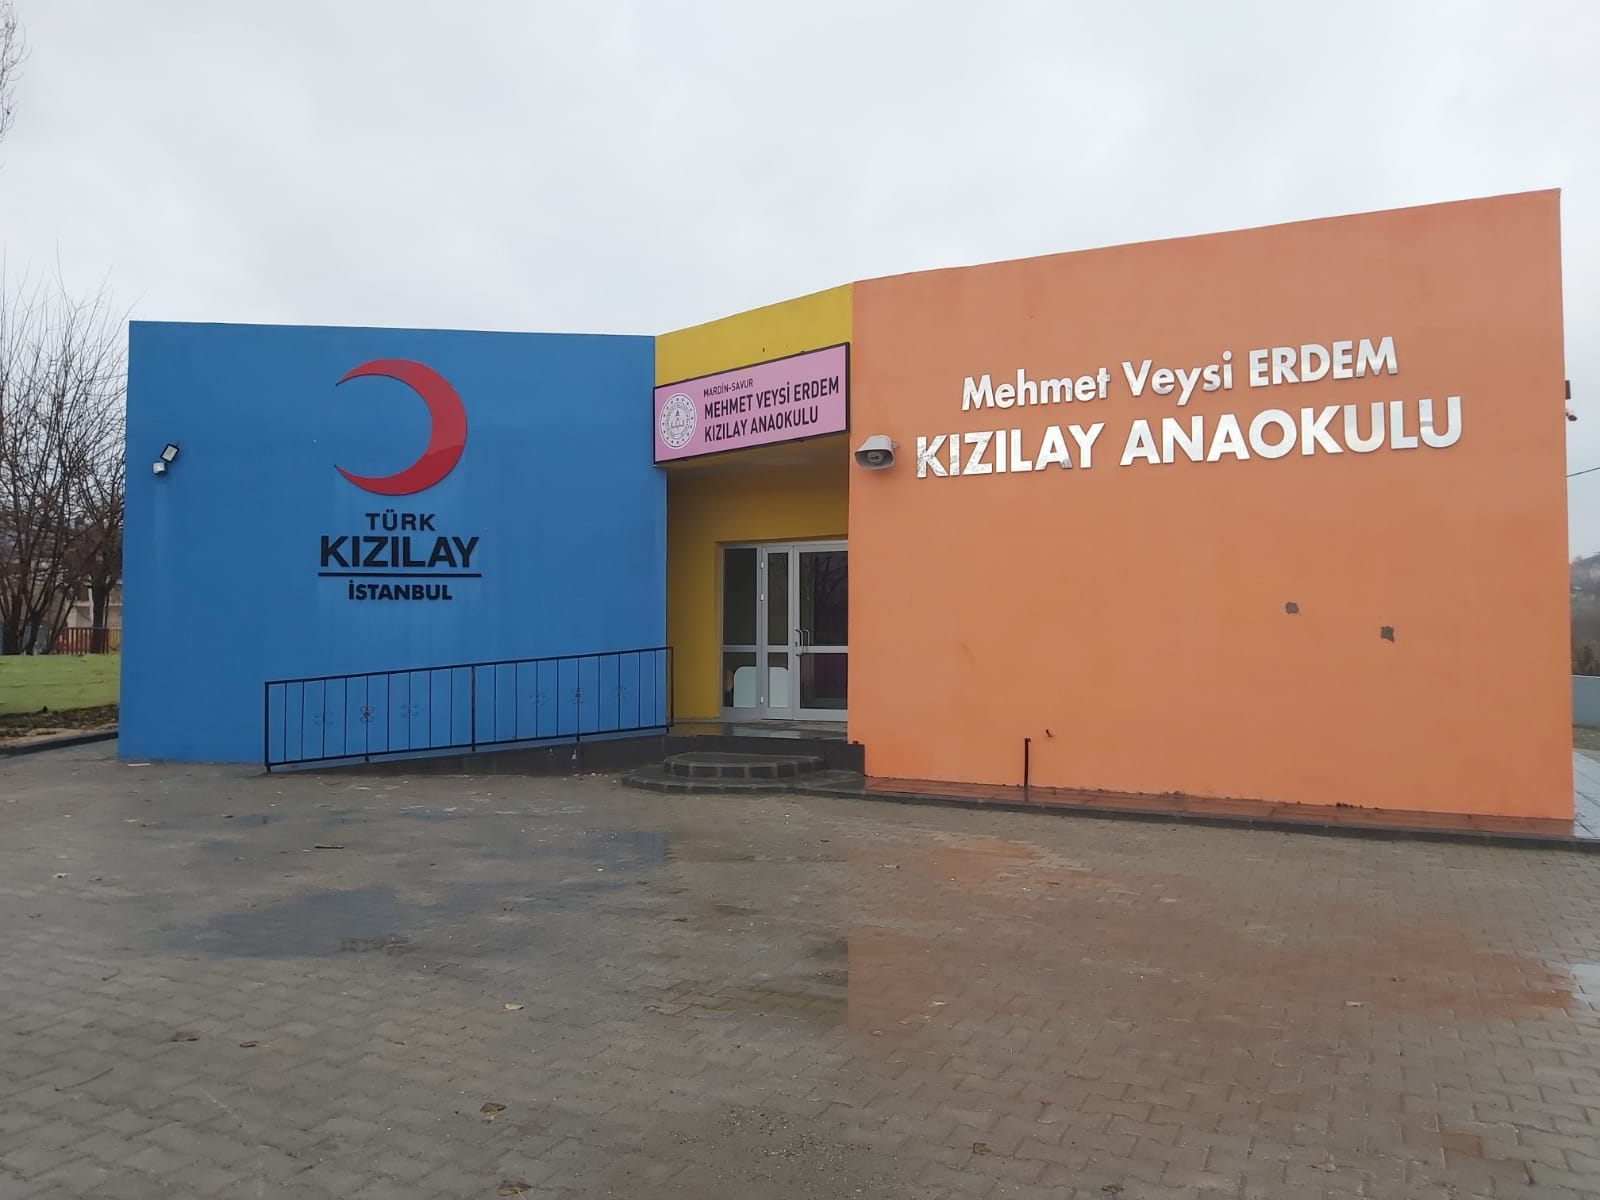 TÜRK
KIZILAY
İSTANBUL
MARDİN-SAVUR
MEHMET VEYSİ ERDEM
KIZILAY ANAOKULU
Mehmet Veysi ERDEM
KIZILAY ANAOKULU